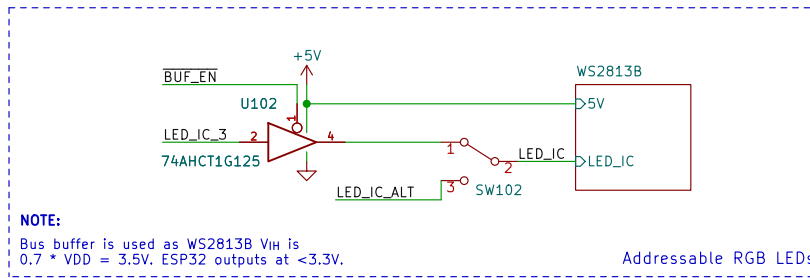 +5V
WS2813B
BUF_EN
U102
1
5V
LED_IC_3
2
4
74AHCT1G125
1
2
LED_IC
LED_IC
LED_IC_ALT
3
SW102
NOTE:
Bus buffer is used as WS2813B VIH is
0.7 * VDD = 3.5V. ESP32 outputs at <3.3V.
Addressable RGB LEDs